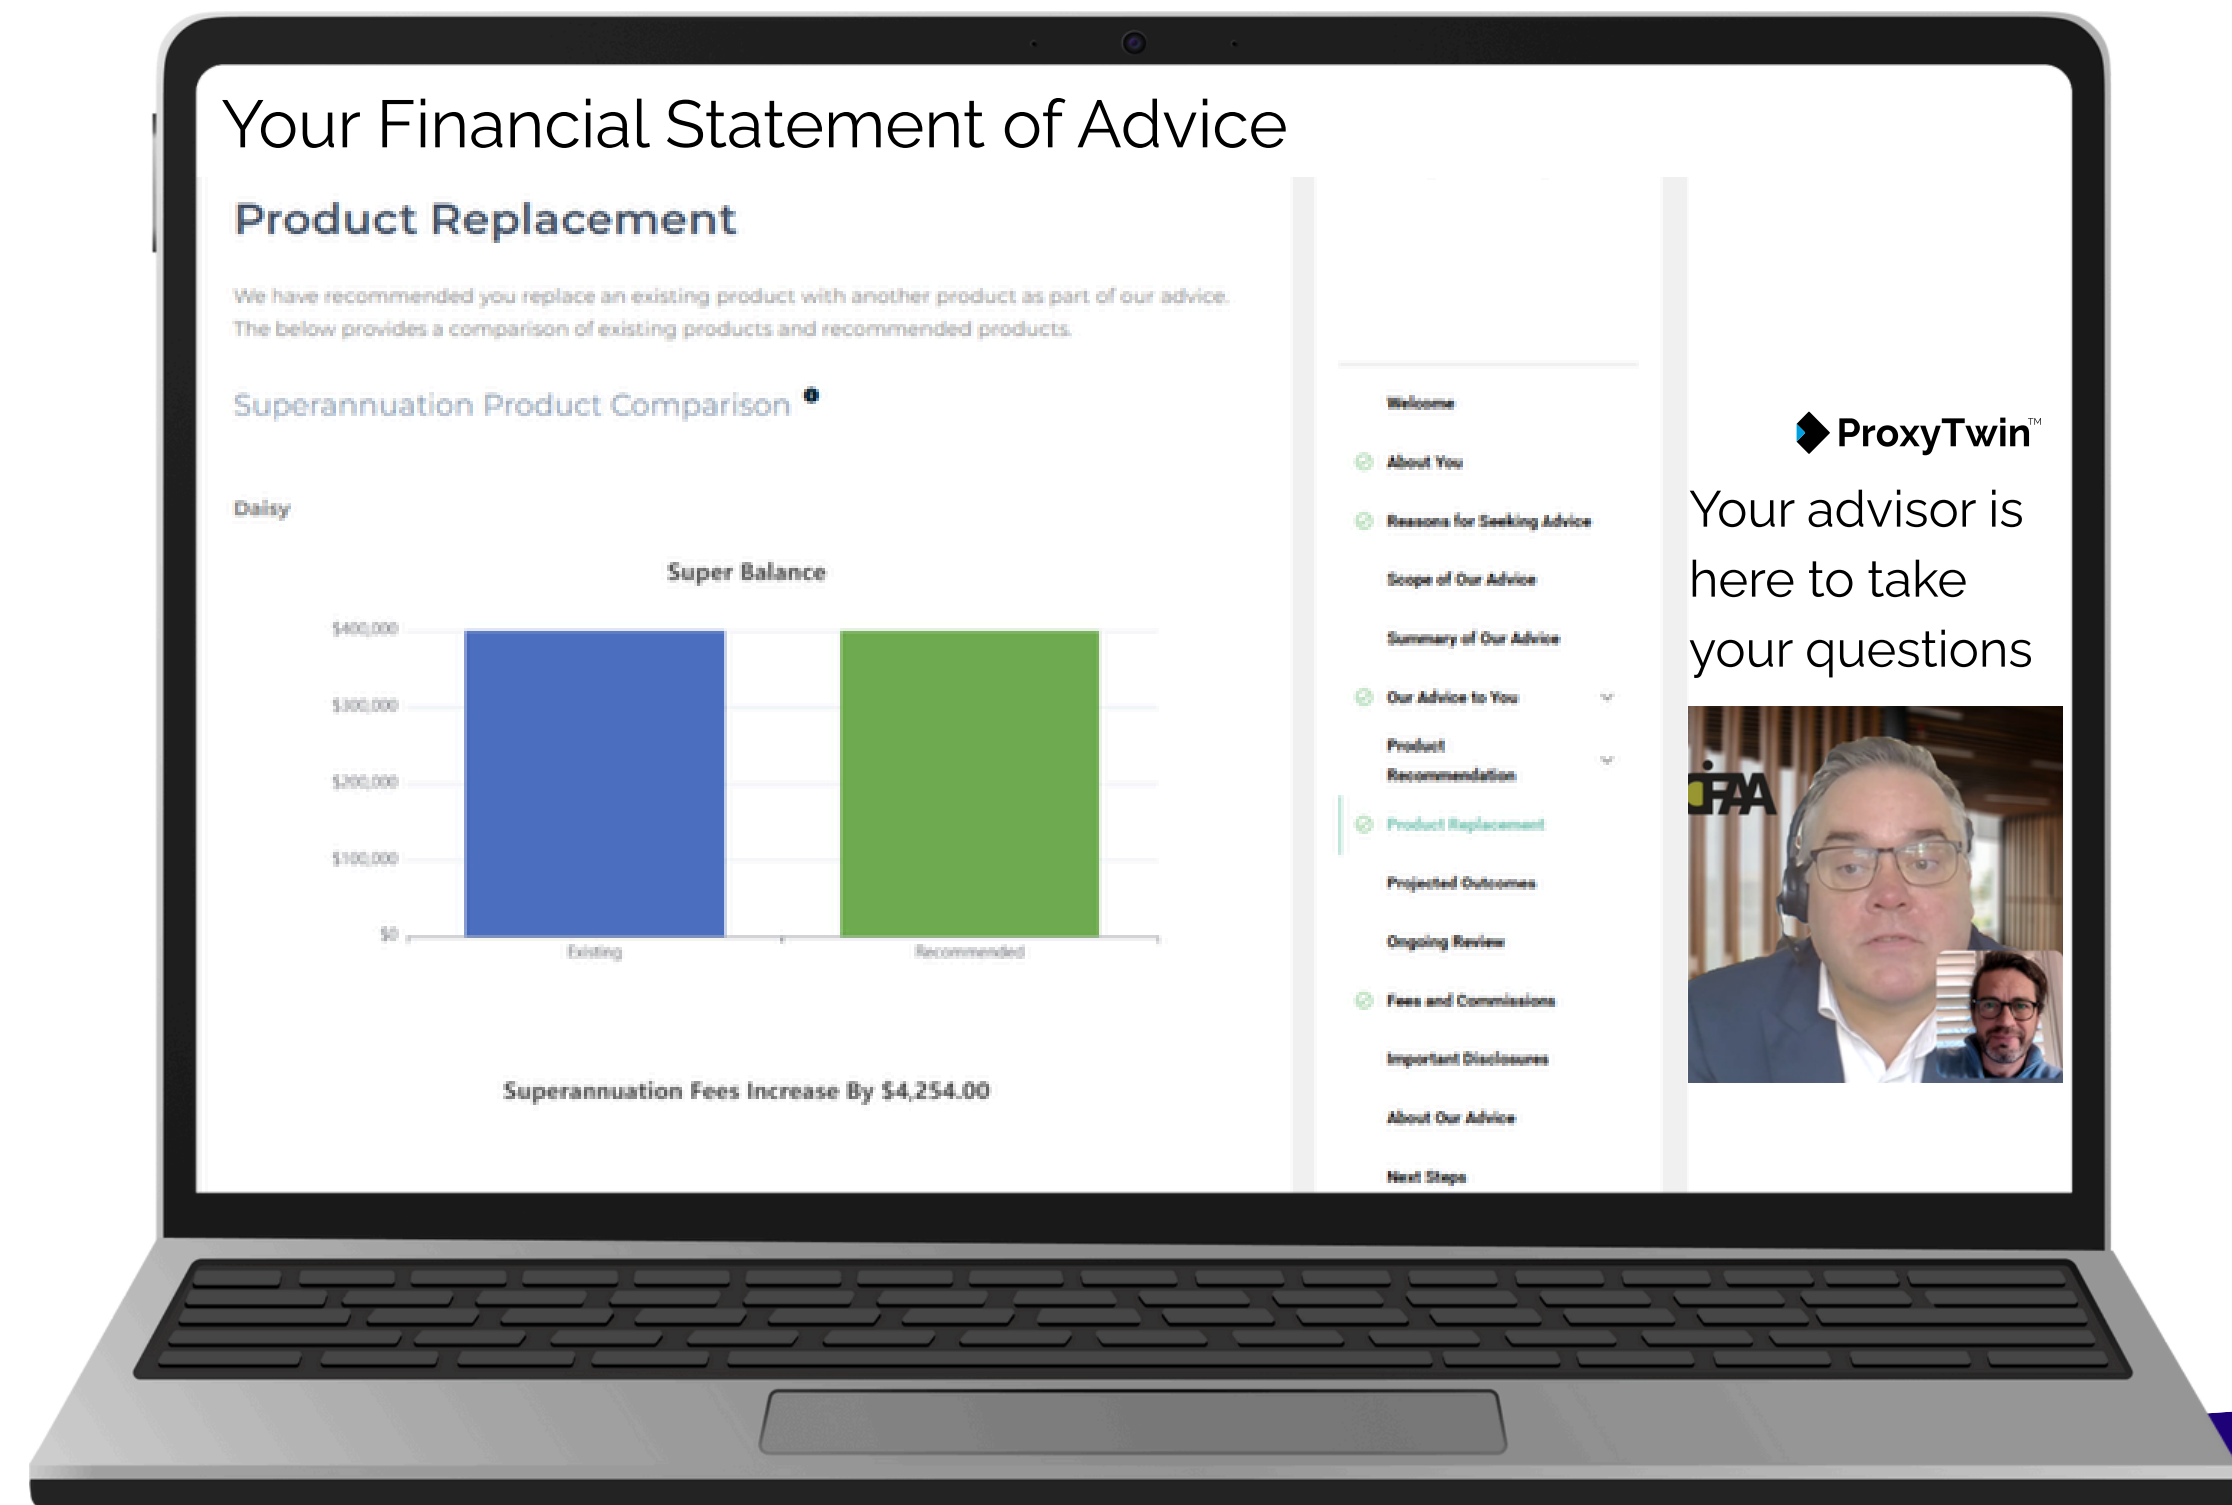 Your Financial Statement of Advice
Product Replacement
We have recommended you replace an existing product with another product as part of our advice.
The below provides a comparison of existing products and recommended products.
Superannuation Product Comparison
Daisy
Super Balance
$400,000
$300,000
$200,000
$100,000
$0
Existing
Recommended
Superannuation Fees Increase By $4,254.00
Welcome
About You
Reasons for Seeking Advice
Scope of Our Advice
Summary of Our Advice
Our Advice to You
Product
Recommendation
Product Replacement
Projected Outcomes
Ongoing Review
Fees and Commissions
Important Disclosures
About Our Advice
Next Steps
ProxyTwin™
Your advisor is
here to take
your questions